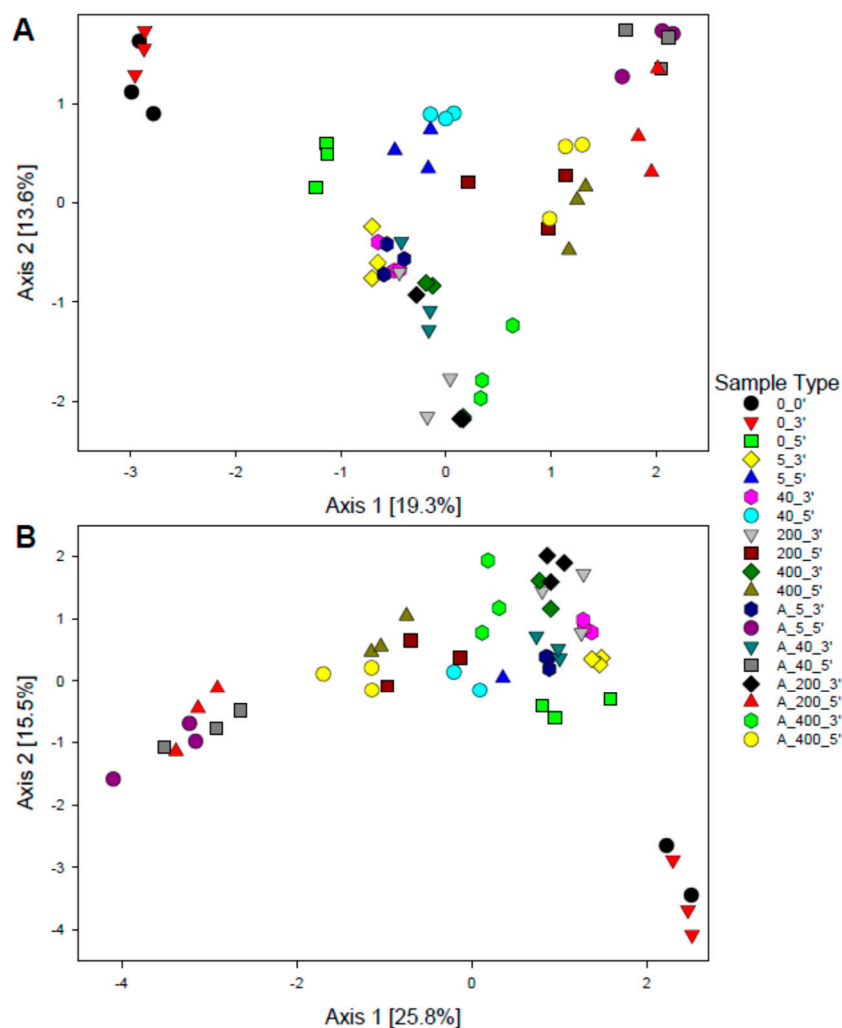 A
1
0
-1
-2
Axis 2 [13.6%]
-3
-2
-1
0
1
2
Axis 1 [19.3%]
Sample Type
0_0'
0_3'
0_5'
5_3'
5_5'
40_3'
40_5'
200_3'
200_5'
400_3'
400_5'
A_5_3'
A_5_5'
A_40_3'
A_40_5'
A_200_3'
A_200_5'
A_400_3'
A_400_5'
B
2
1
0
-1
-2
-3
-4
Axis 2 [15.5%]
-4
-2
0
2
Axis 1 [25.8%]